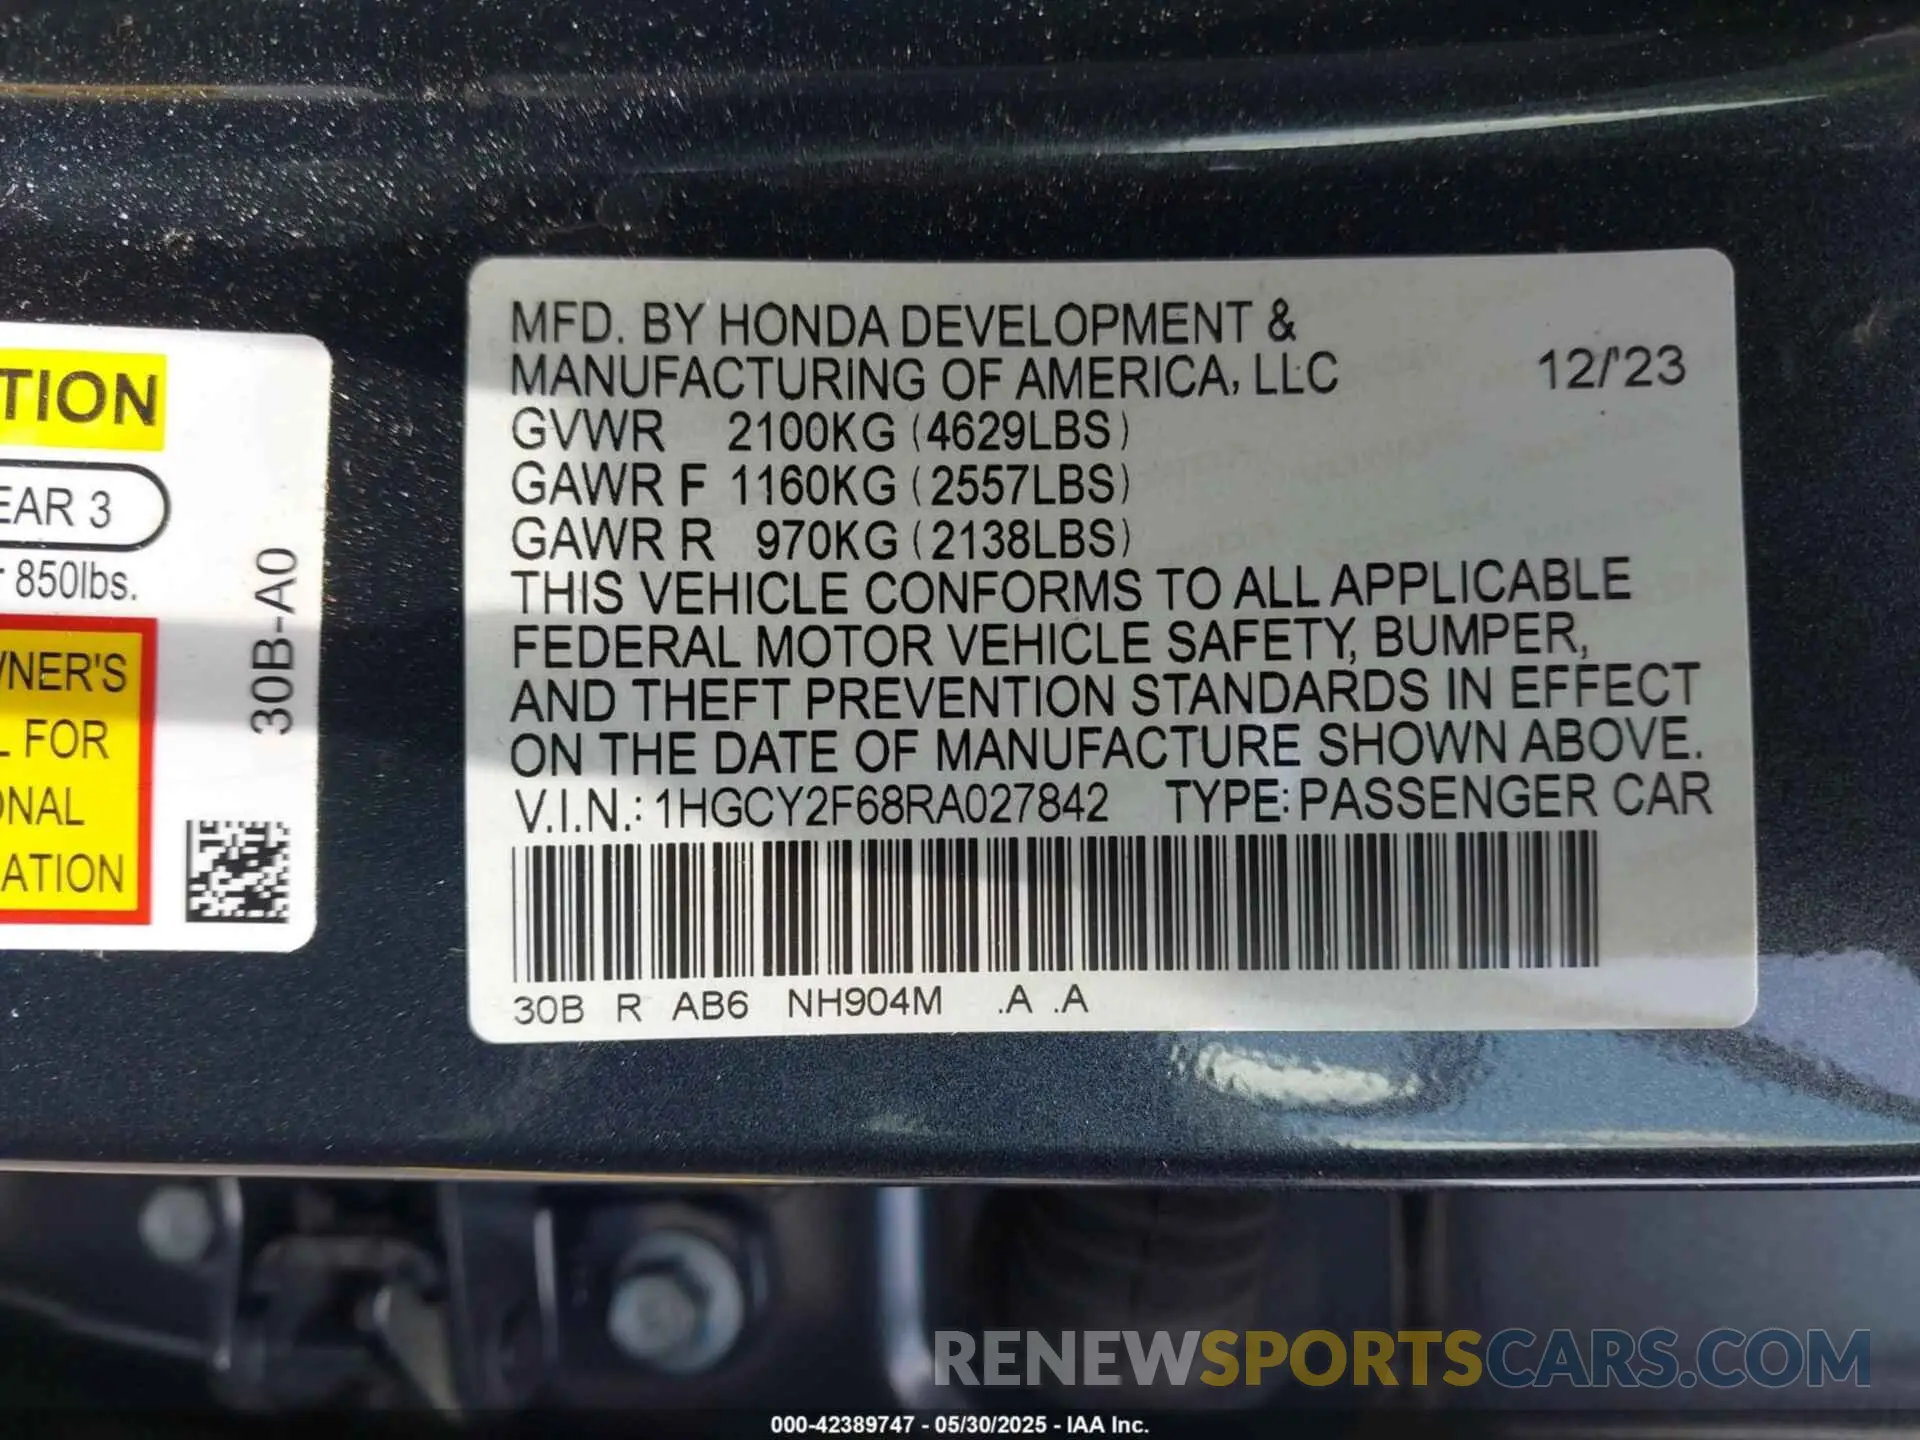 TION
EAR 3
850lbs.
NER'S
FOR
ONAL
ATION
30B-A0
MFD. BY HONDA DEVELOPMENT &
MANUFACTURING OF AMERICA, LLC 12/'23
GVWR 2100KG (4629LBS)
GAWR F 1160KG (2557LBS)
GAWR R 970KG (2138LBS)
THIS VEHICLE CONFORMS TO ALL APPLICABLE
FEDERAL MOTOR VEHICLE SAFETY, BUMPER,
AND THEFT PREVENTION STANDARDS IN EFFECT
ON THE DATE OF MANUFACTURE SHOWN ABOVE.
V.I.N.: 1HGCY2F68RA027842 TYPE: PASSENGER CAR
30B R AB6 NH904M .A .A
RENEWSPORTSCARS.COM
000-42389747 - 05/30/2025 - IAA Inc.